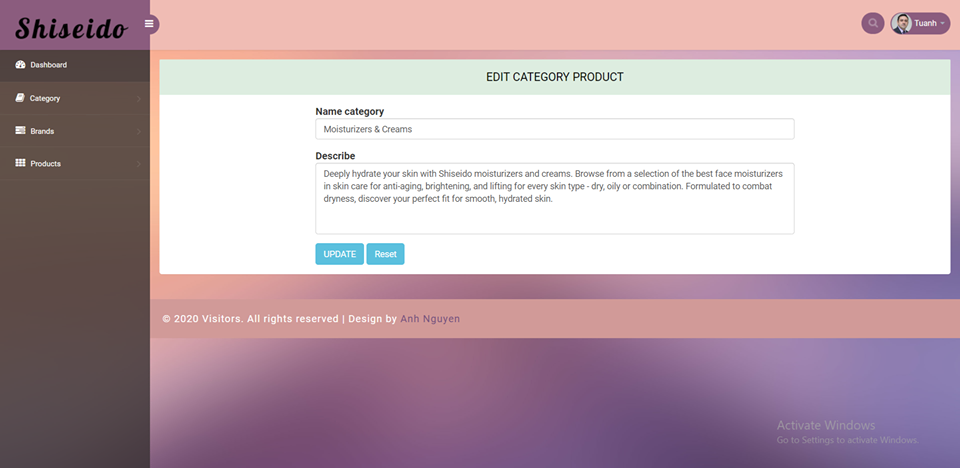 Shiseido
Tuanh
Dashboard
Category
Brands
Products
EDIT CATEGORY PRODUCT
Name category
Moisturizers & Creams
Describe
Deeply hydrate your skin with Shiseido moisturizers and creams. Browse from a selection of the best face moisturizers
in skin care for anti-aging, brightening, and lifting for every skin type - dry, oily or combination. Formulated to combat
dryness, discover your perfect fit for smooth, hydrated skin.
UPDATE Reset
© 2020 Visitors. All rights reserved | Design by Anh Nguyen
Activate Windows
Go to Settings to activate Windows.